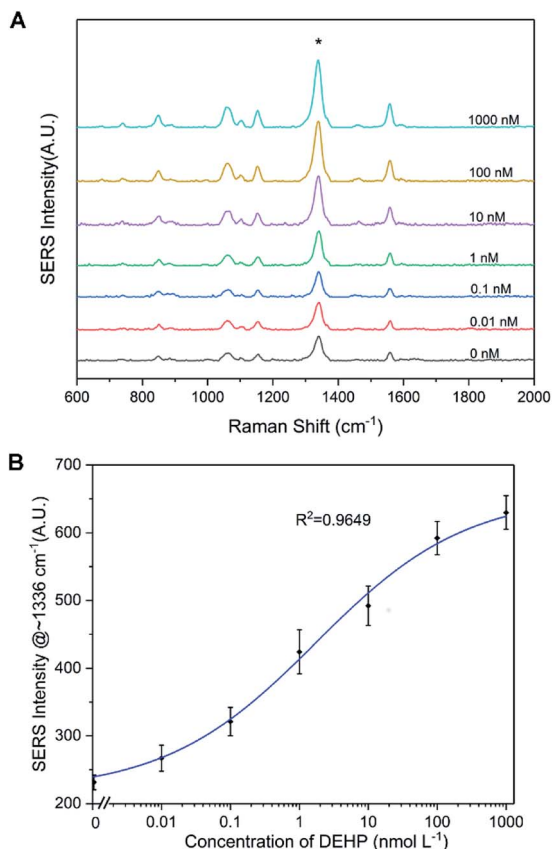 A
*
1000 nM
100 nM
10 nM
1 nM
0.1 nM
0.01 nM
0 nM
SERS Intensity(A.U.)
600 800 1000 1200 1400 1600 1800 2000
Raman Shift (cm⁻¹)
B
700
600
500
400
300
200
R²=0.9649
SERS Intensity @~1336 cm⁻¹(A.U.)
0 0.01 0.1 1 10 100 1000
Concentration of DEHP (nmol L⁻¹)